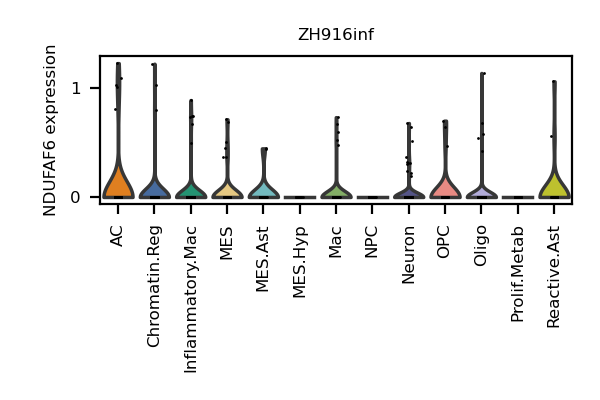 ZH916inf
NDUFAF6 expression
1
0
AC
Chromatin.Reg
Inflammatory.Mac
MES
MES.Ast
MES.Hyp
Mac
NPC
Neuron
OPC
Oligo
Prolif.Metab
Reactive.Ast